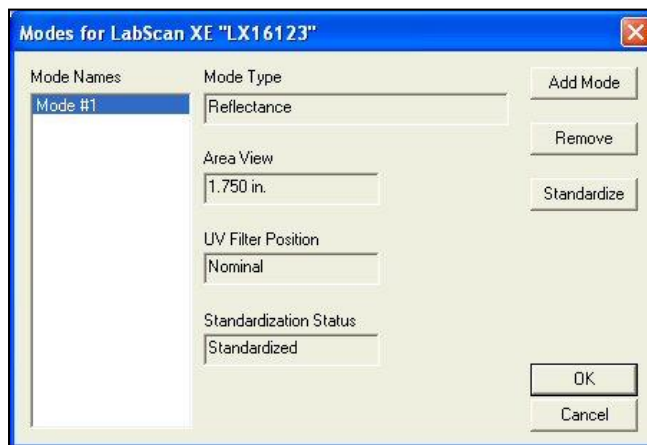 Modes for LabScan XE "LX16123"
Mode Names
Mode #1
Mode Type
Reflectance
Area View
1.750 in.
UV Filter Position
Nominal
Standardization Status
Standardized
Add Mode
Remove
Standardize
OK
Cancel